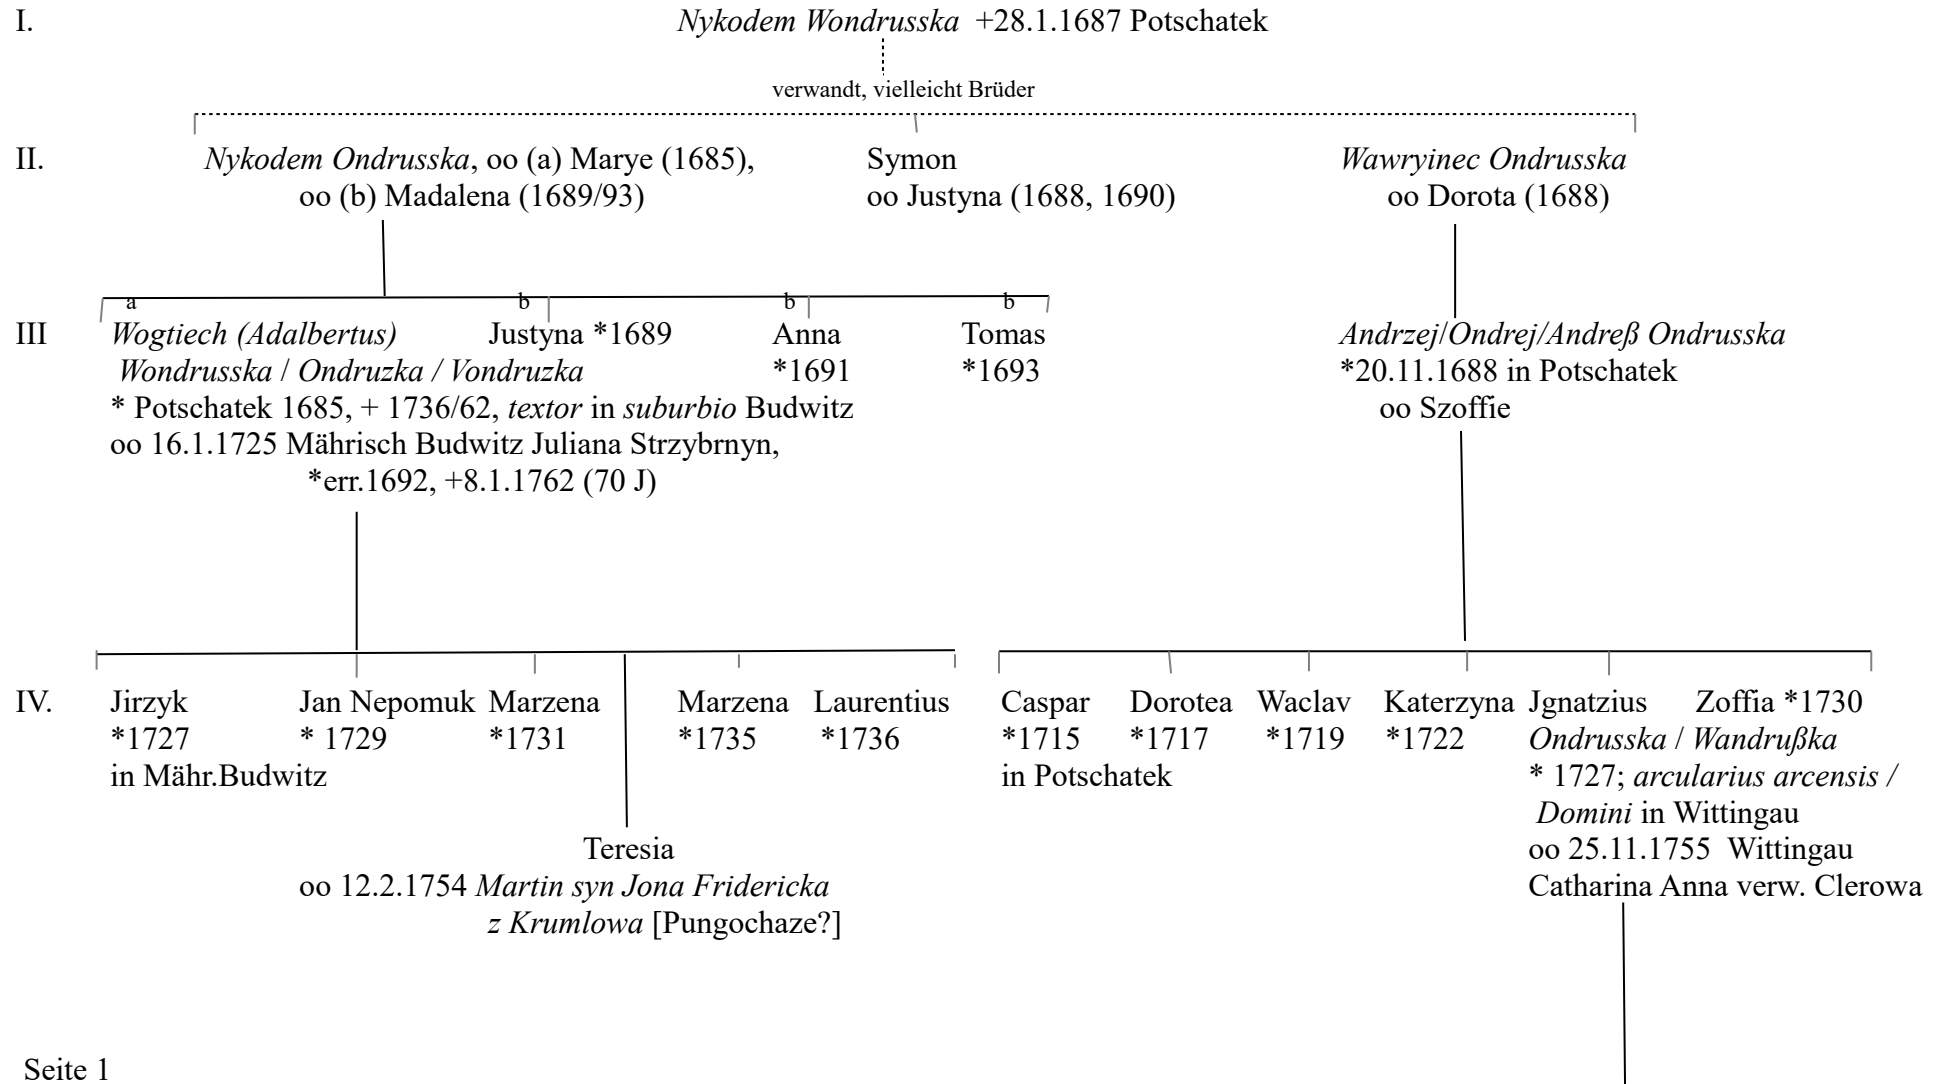 I. Nykodem Wondrusska +28.1.1687 Potschatek
verwandt, vielleicht Brüder
II. Nykodem Ondrusska, oo (a) Marye (1685), Symon Wawryinec Ondrusska
oo (b) Madalena (1689/93) oo Justyna (1688, 1690) oo Dorota (1688)
a b b b
III Wogtiech (Adalbertus) Justyna *1689 Anna Tomas Andrzej/Ondrej/Andreß Ondrusska
Wondrusska / Ondruzka / Vondruzka *1691 *1693 *20.11.1688 in Potschatek
* Potschatek 1685, + 1736/62, textor in suburbio Budwitz oo Szoffie
oo 16.1.1725 Mährisch Budwitz Juliana Strzybrnyn,
*err.1692, +8.1.1762 (70 J)
IV. Jirzyk Jan Nepomuk Marzena Marzena Laurentius Caspar Dorotea Waclav Katerzyna Jgnatzius Zoffia *1730
*1727 * 1729 *1731 *1735 *1736 *1715 *1717 *1719 *1722 Ondrusska / Wandrußka
in Mähr.Budwitz in Potschatek * 1727; arcularius arcensis /
Domini in Wittingau
Teresia oo 25.11.1755 Wittingau
oo 12.2.1754 Martin syn Jona Fridericka Catharina Anna verw. Clerowa
z Krumlowa [Pungochaze?]
Seite 1